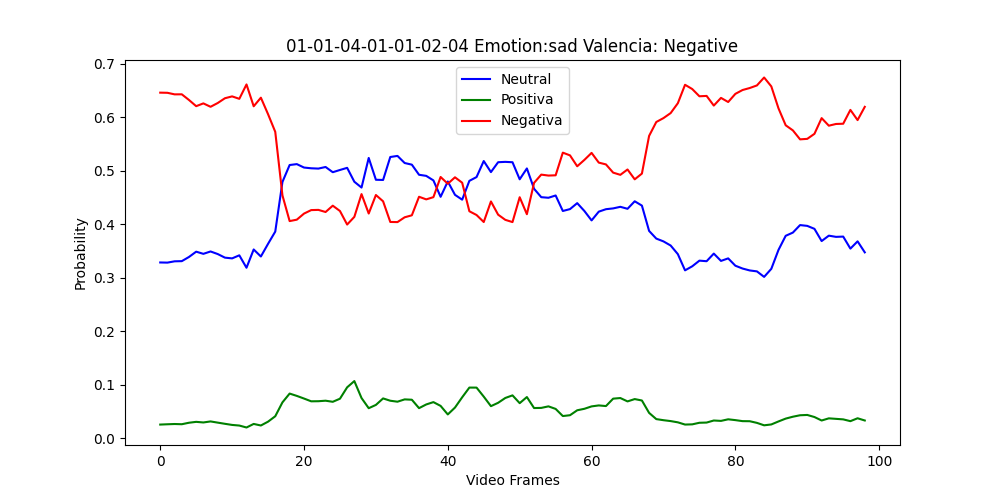 01-01-04-01-01-02-04 Emotion:sad Valencia: Negative
Neutral
Positiva
Negativa
0.7
0.6
0.5
0.4
0.3
0.2
0.1
0.0
Probability
0 20 40 60 80 100
Video Frames